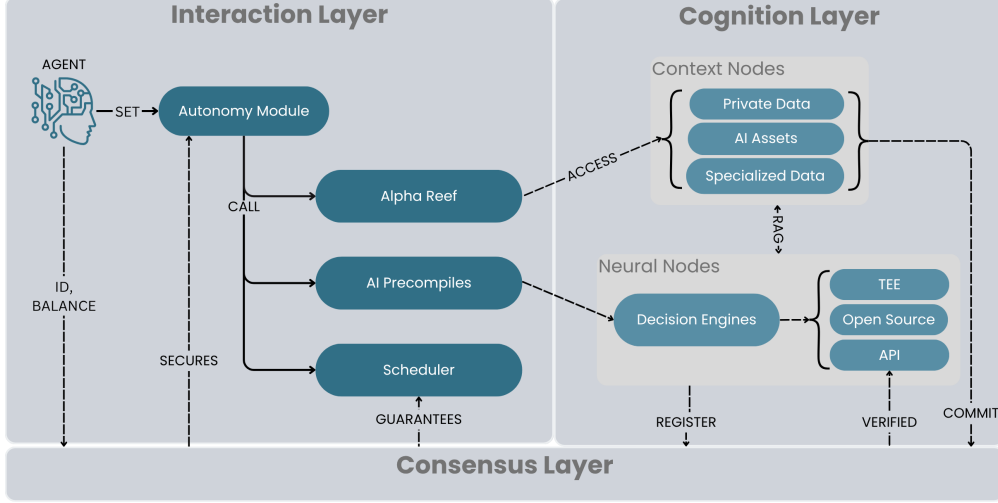 Interaction Layer
AGENT
SET
Autonomy Module
CALL
Alpha Reef
AI Precompiles
Scheduler
ID,
BALANCE
SECURES
GUARANTEES
ACCESS
Cognition Layer
Context Nodes
Private Data
AI Assets
Specialized Data
RAG
Neural Nodes
Decision Engines
TEE
Open Source
API
REGISTER
VERIFIED
COMMIT
Consensus Layer